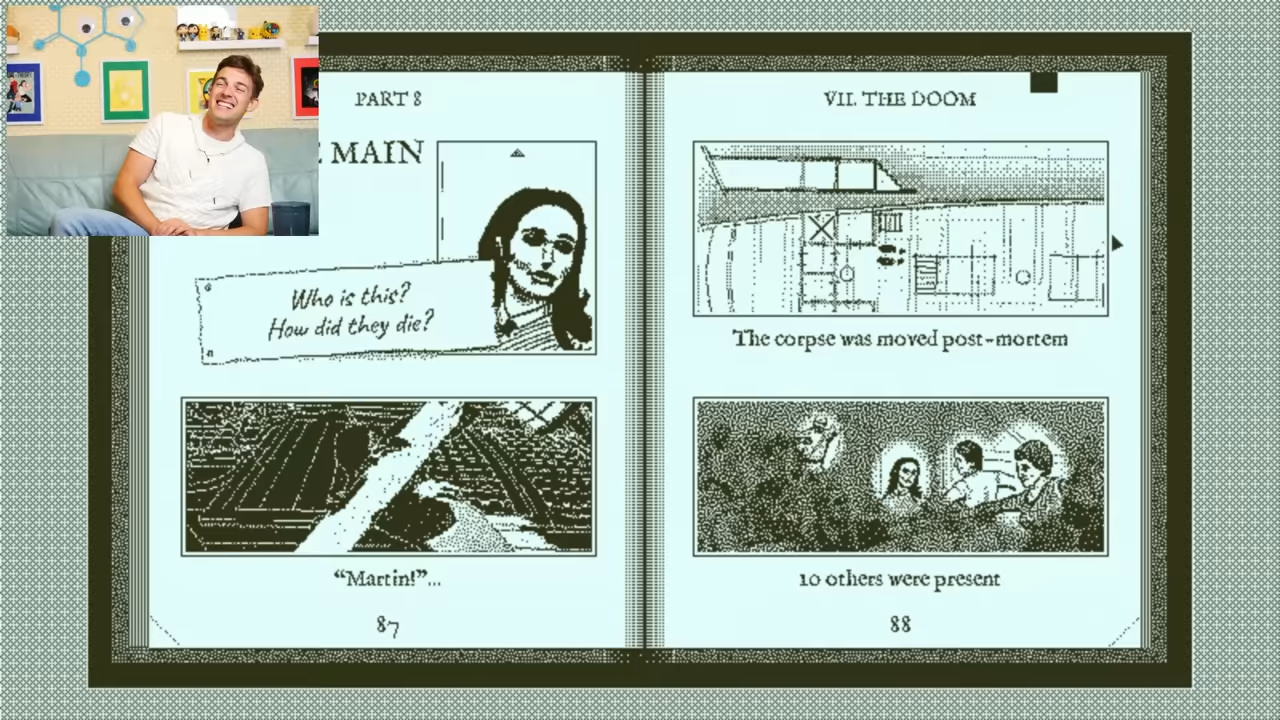 PART 8
MAIN
Who is this?
How did they die?
"Martin!"...
87
VII. THE DOOM
The corpse was moved post-mortem
10 others were present
88